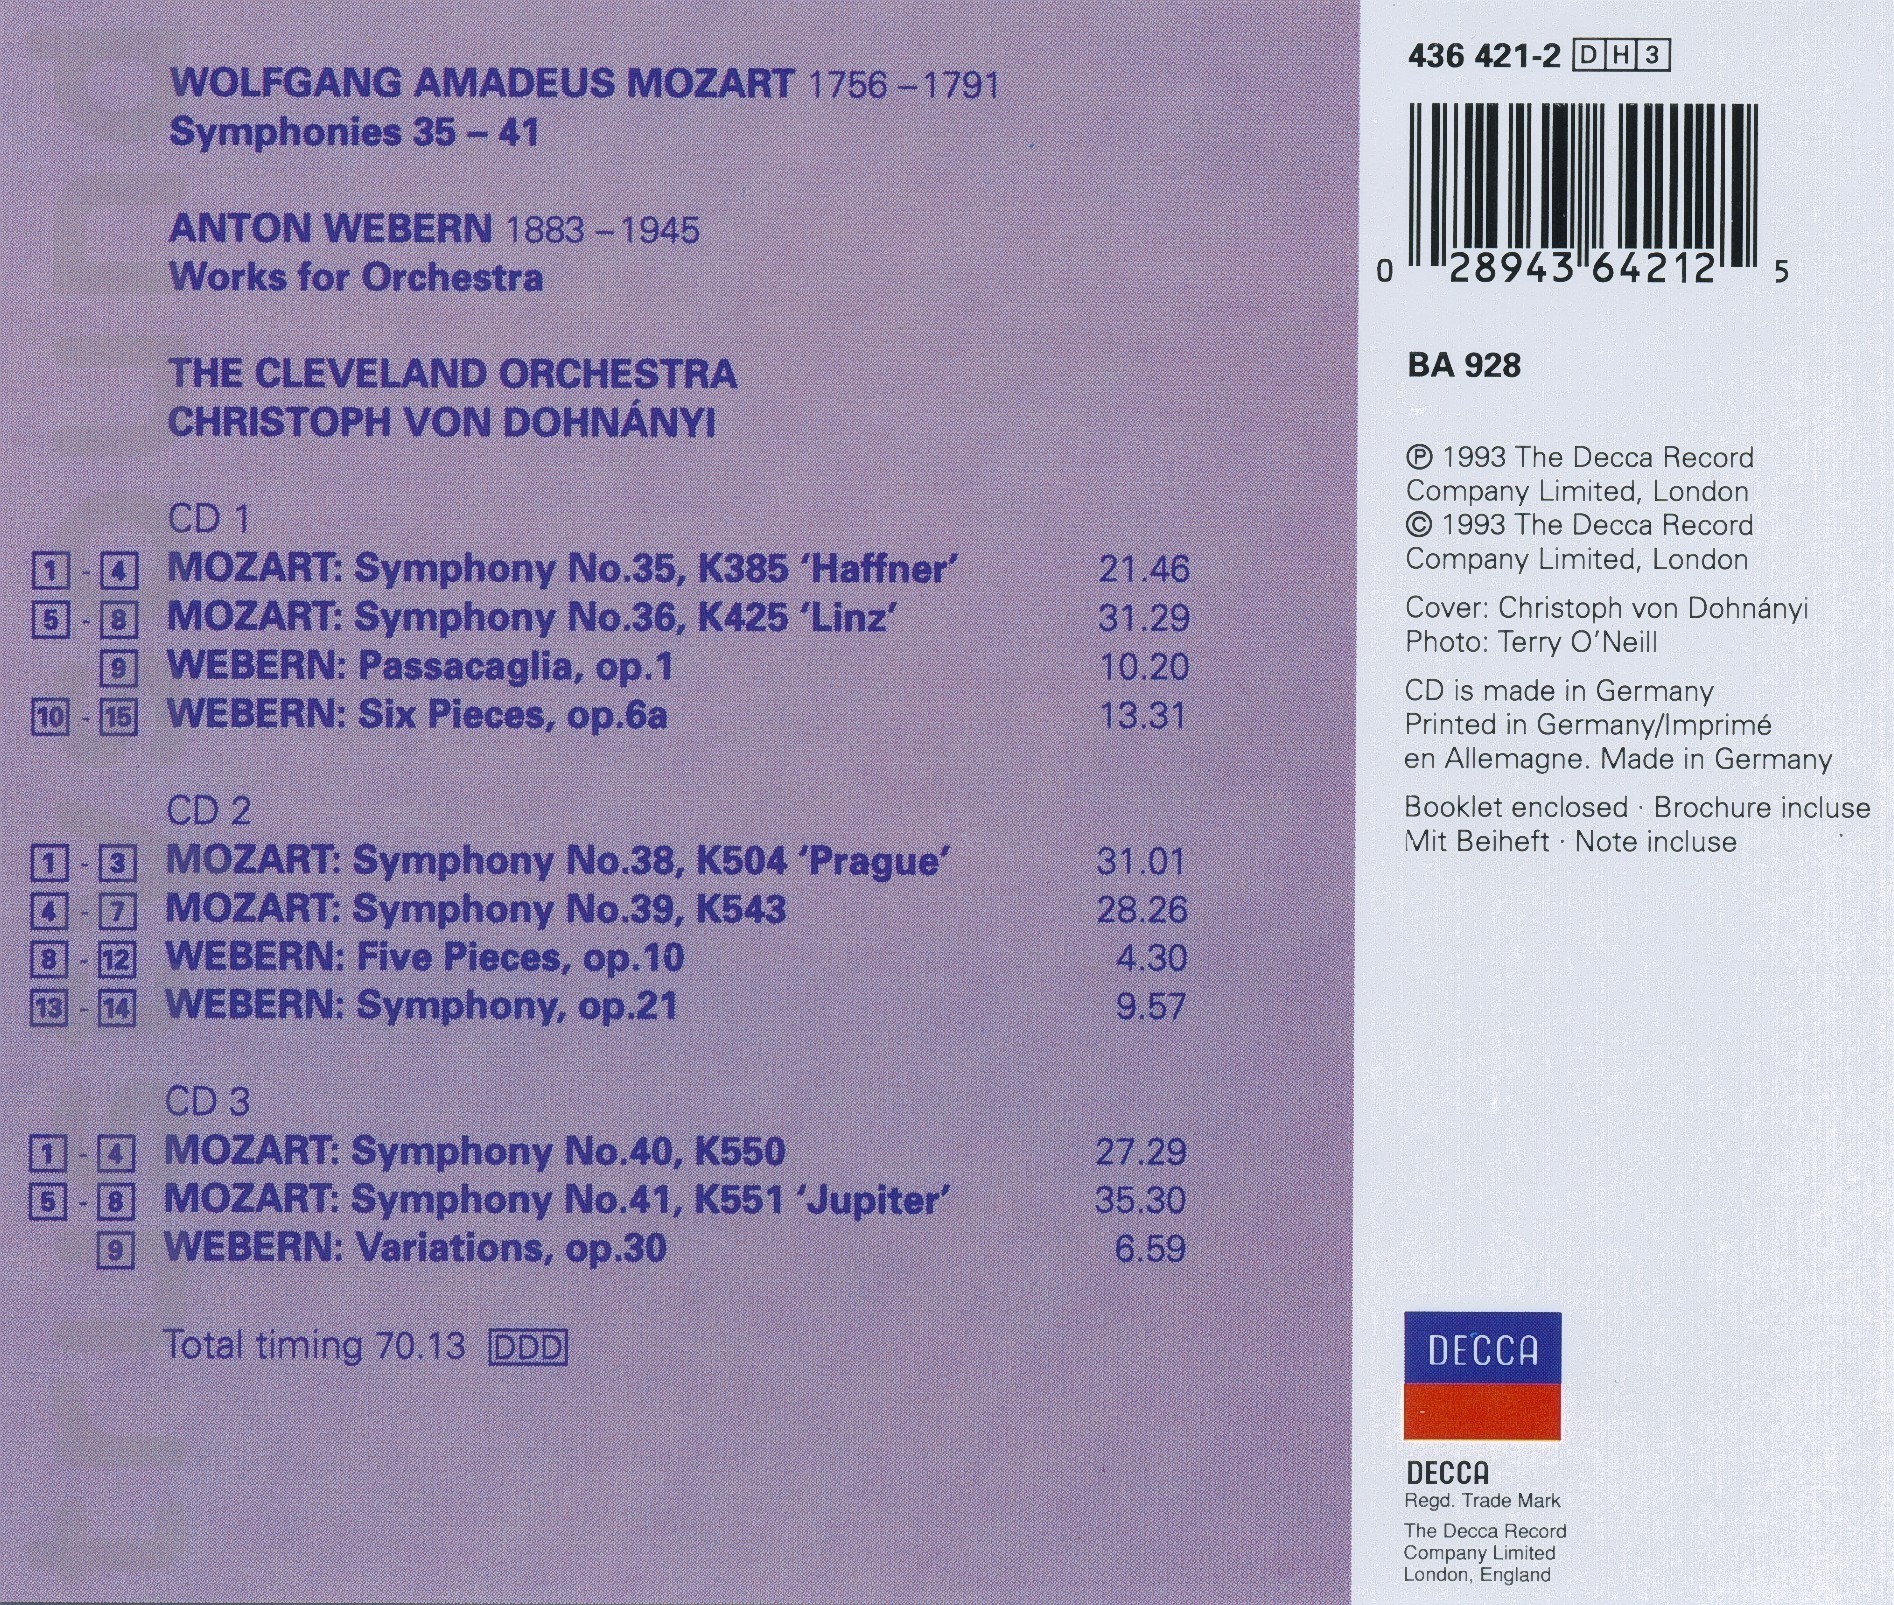 WOLFGANG AMADEUS MOZART 1756 – 1791
Symphonies 35 – 41
ANTON WEBERN 1883 – 1945
Works for Orchestra
THE CLEVELAND ORCHESTRA
CHRISTOPH VON DOHNÁNYI
CD 1
1 - 4 MOZART: Symphony No.35, K385 ‘Haffner’ 21.46
5 - 8 MOZART: Symphony No.36, K425 ‘Linz’ 31.29
9 WEBERN: Passacaglia, op.1 10.20
10 - 15 WEBERN: Six Pieces, op.6a 13.31
CD 2
1 - 3 MOZART: Symphony No.38, K504 ‘Prague’ 31.01
4 - 7 MOZART: Symphony No.39, K543 28.26
8 - 12 WEBERN: Five Pieces, op.10 4.30
13 - 14 WEBERN: Symphony, op.21 9.57
CD 3
1 - 4 MOZART: Symphony No.40, K550 27.29
5 - 8 MOZART: Symphony No.41, K551 ‘Jupiter’ 35.30
9 WEBERN: Variations, op.30 6.59
Total timing 70.13 DDD
436 421-2 D H 3
0 28943 64212 5
BA 928
℗ 1993 The Decca Record
Company Limited, London
© 1993 The Decca Record
Company Limited, London
Cover: Christoph von Dohnányi
Photo: Terry O’Neill
CD is made in Germany
Printed in Germany/Imprimé
en Allemagne. Made in Germany
Booklet enclosed · Brochure incluse
Mit Beiheft · Note incluse
DECCA
DECCA
Regd. Trade Mark
The Decca Record
Company Limited
London, England